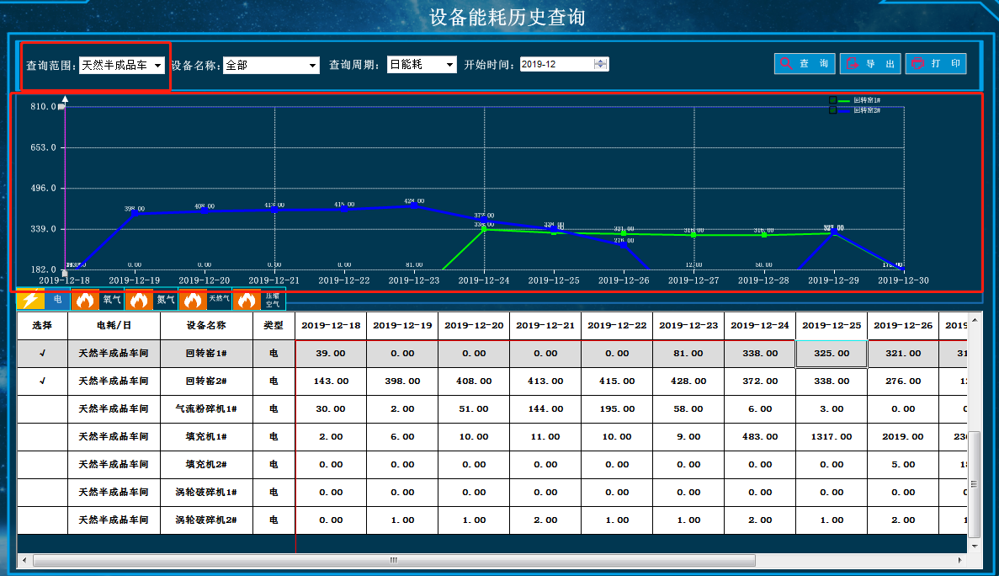 设备能耗历史查询
查询范围: 天然半成品车 设备名称: 全部 查询周期: 日能耗 开始时间: 2019-12 查 询 导 出 打 印
回转窑1#
回转窑2#
810.0
653.0
496.0
339.0
182.0
398.00 408.00 413.00 415.00 428.00 372.00 338.00 321.00 316.00 316.00
338.00 276.00
0.00 0.00 0.00 0.00 81.00 12.00 60.00
2019-12-18 2019-12-19 2019-12-20 2019-12-21 2019-12-22 2019-12-23 2019-12-24 2019-12-25 2019-12-26 2019-12-27 2019-12-28 2019-12-29 2019-12-30
电 氧气 氮气 天然气 压缩空气
选择 电耗/日 设备名称 类型 2019-12-18 2019-12-19 2019-12-20 2019-12-21 2019-12-22 2019-12-23 2019-12-24 2019-12-25 2019-12-26 2019
√ 天然半成品车间 回转窑1# 电 39.00 0.00 0.00 0.00 0.00 81.00 338.00 325.00 321.00 31
√ 天然半成品车间 回转窑2# 电 143.00 398.00 408.00 413.00 415.00 428.00 372.00 338.00 276.00 1
天然半成品车间 气流粉碎机1# 电 30.00 2.00 51.00 144.00 195.00 58.00 6.00 3.00 0.00
天然半成品车间 填充机1# 电 2.00 6.00 10.00 11.00 10.00 9.00 483.00 1317.00 2019.00 23
天然半成品车间 填充机2# 电 0.00 0.00 0.00 0.00 0.00 0.00 0.00 0.00 5.00 1
天然半成品车间 涡轮破碎机1# 电 0.00 0.00 0.00 0.00 0.00 0.00 0.00 0.00 0.00
天然半成品车间 涡轮破碎机2# 电 0.00 1.00 1.00 2.00 1.00 1.00 2.00 1.00 2.00